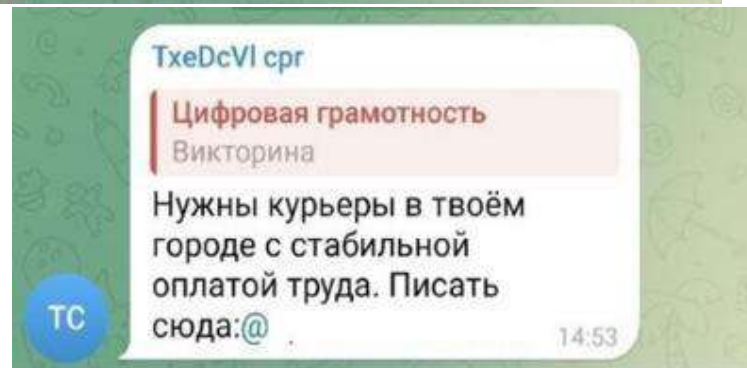 TxeDcVl cpr
Цифровая грамотность
Викторина
Нужны курьеры в твоём
городе с стабильной
оплатой труда. Писать
сюда:@
14:53
TC